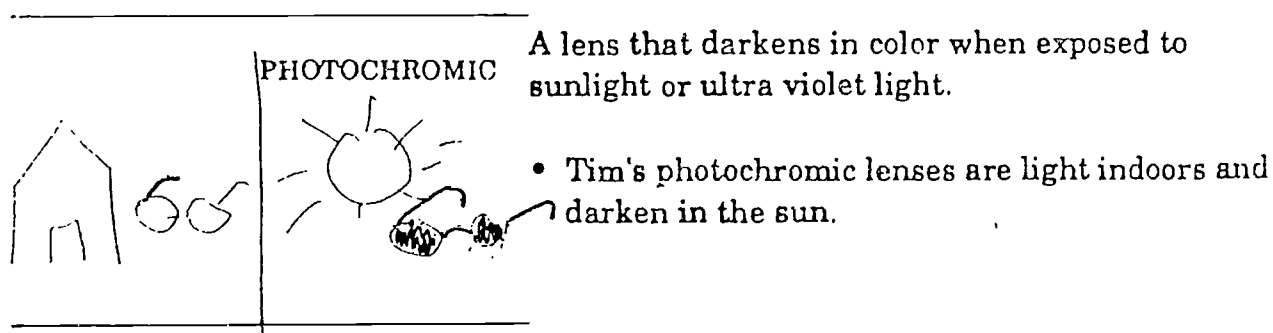 PHOTOCHROMIC
A lens that darkens in color when exposed to
sunlight or ultra violet light.
• Tim's photochromic lenses are light indoors and
darken in the sun.